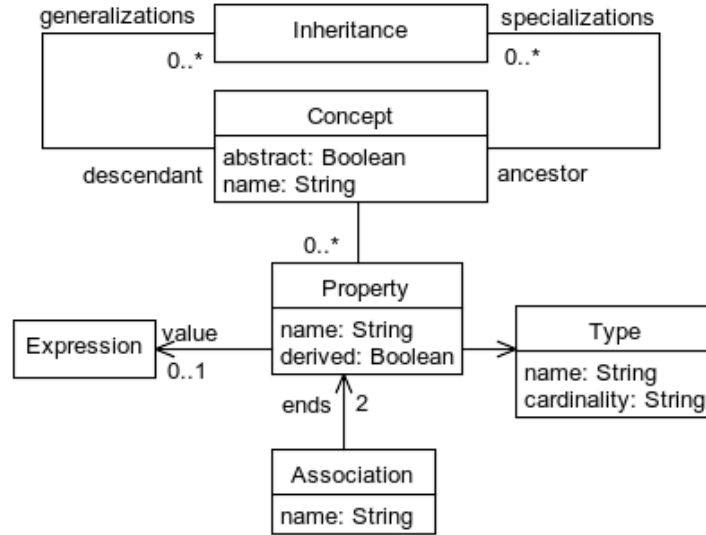 generalizations
Inheritance
specializations
0..*
0..*
Concept
abstract: Boolean
name: String
descendant
ancestor
0..*
Property
name: String
derived: Boolean
Expression
value
0..1
Type
name: String
cardinality: String
ends
2
Association
name: String